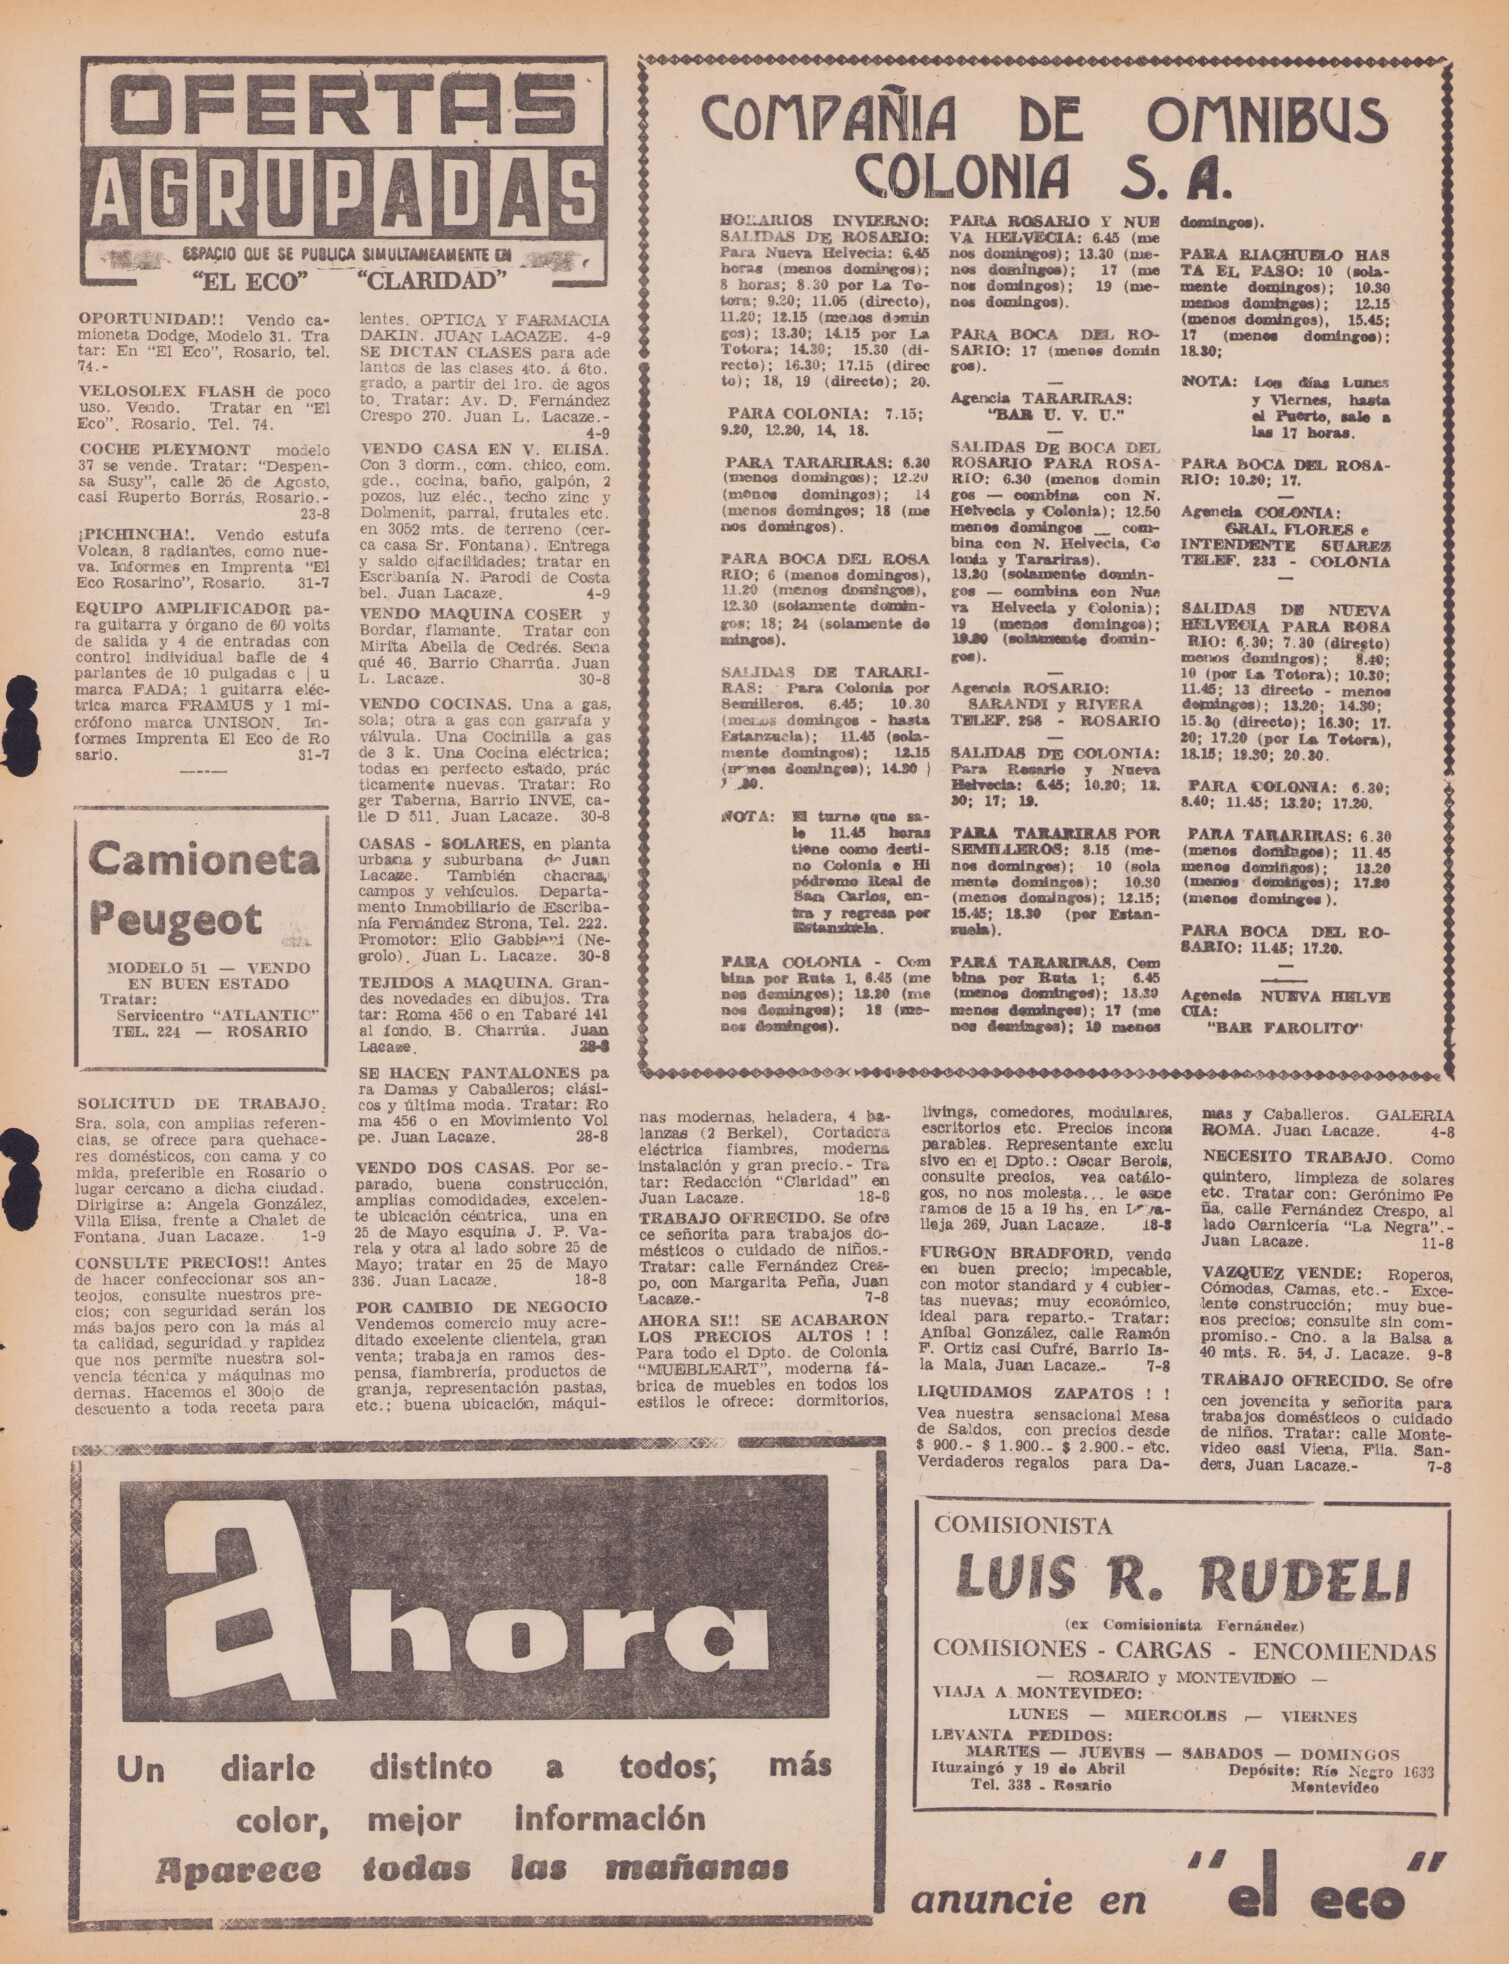 OFERTAS
AGRUPADAS
ESPACIO QUE SE PUBLICA SIMULTANEAMENTE EN
"EL ECO" "CLARIDAD"
OPORTUNIDAD!! Vendo ca-
mioneta Dodge, Modelo 31. Tra
tar: En "El Eco", Rosario, tel.
74.-
VELOSOLEX FLASH de poco
uso. Vendo. Tratar en "El
Eco". Rosario. Tel. 74.
COCHE PLEYMONT modelo
37 se vende. Tratar: "Despen-
sa Susy", calle 25 de Agosto,
casi Ruperto Borrás, Rosario.-
23-8
¡PICHINCHA!. Vendo estufa
Volcan, 8 radiantes, como nue-
va. Informes en Imprenta "El
Eco Rosarino", Rosario. 31-7
EQUIPO AMPLIFICADOR pa-
ra guitarra y órgano de 60 volts
de salida y 4 de entradas con
control individual bafle de 4
parlantes de 10 pulgadas c | u
marca FADA; 1 guitarra eléc-
trica marca FRAMUS y 1 mi-
crófono marca UNISON. In-
formes Imprenta El Eco de Ro
sario. 31-7
Camioneta
Peugeot
MODELO 51 — VENDO
EN BUEN ESTADO
Tratar:
Servicentro "ATLANTIC"
TEL. 224 — ROSARIO
SOLICITUD DE TRABAJO.
Sra. sola, con amplias referen-
cias, se ofrece para quehace-
res domésticos, con cama y co
mida, preferible en Rosario o
lugar cercano a dicha ciudad.
Dirigirse a: Angela González,
Villa Elisa, frente a Chalet de
Fontana. Juan Lacaze. 1-9
CONSULTE PRECIOS!! Antes
de hacer confeccionar sos an-
teojos, consulte nuestros pre-
cios; con seguridad serán los
más bajos pero con la más al
ta calidad, seguridad y rapidez
que nos permite nuestra sol-
vencia técnica y máquinas mo
dernas. Hacemos el 30o|o de
descuento a toda receta para
lentes. OPTICA Y FARMACIA
DAKIN. JUAN LACAZE. 4-9
SE DICTAN CLASES para ade
lantos de las clases 4to. á 6to.
grado, a partir del 1ro. de agos
to. Tratar: Av. D. Fernández
Crespo 270. Juan L. Lacaze.-
4-9
VENDO CASA EN V. ELISA.
Con 3 dorm., com. chico, com.
gde., cocina, baño, galpón, 2
pozos, luz eléc., techo zinc y
Dolmenit, parral, frutales etc.
en 3052 mts. de terreno (cer-
ca casa Sr. Fontana). Entrega
y saldo c|facilidades; tratar en
Escribanía N. Parodi de Costa
bel. Juan Lacaze. 4-9
VENDO MAQUINA COSER y
Bordar, flamante. Tratar con
Mirita Abella de Cedrés. Sena
qué 46. Barrio Charrúa. Juan
L. Lacaze. 30-8
VENDO COCINAS. Una a gas,
sola; otra a gas con garrafa y
válvula. Una Cocinilla a gas
de 3 k. Una Cocina eléctrica;
todas en perfecto estado, prác
ticamente nuevas. Tratar: Ro
ger Taberna, Barrio INVE, ca-
lle D 511. Juan Lacaze. 30-8
CASAS - SOLARES, en planta
urbana y suburbana de Juan
Lacaze. También chacras,
campos y vehículos. Departa-
mento Inmobiliario de Escriba-
nía Fernández Strona, Tel. 222.
Promotor: Elio Gabbiani (Ne-
grolo). Juan L. Lacaze. 30-8
TEJIDOS A MAQUINA. Gran-
des novedades en dibujos. Tra
tar: Roma 456 o en Tabaré 141
al fondo, B. Charrúa. Juan
Lacaze. 28-8
SE HACEN PANTALONES pa
ra Damas y Caballeros; clási-
cos y última moda. Tratar: Ro
ma 456 o en Movimiento Vol
pe. Juan Lacaze. 28-8
VENDO DOS CASAS. Por se-
parado, buena construcción,
amplias comodidades, excelen-
te ubicación céntrica, una en
25 de Mayo esquina J. P. Va-
rela y otra al lado sobre 25 de
Mayo; tratar en 25 de Mayo
336. Juan Lacaze. 18-8
POR CAMBIO DE NEGOCIO
Vendemos comercio muy acre-
ditado excelente clientela, gran
venta; trabaja en ramos des-
pensa, fiambrería, productos de
granja, representación pastas,
etc.; buena ubicación, máqui-
COMPAÑIA DE OMNIBUS
COLONIA S. A.
HORARIOS INVIERNO:
SALIDAS DE ROSARIO:
Para Nueva Helvecia: 6.45
horas (menos domingos);
8 horas; 8.30 por La To-
tora; 9.20; 11.05 (directo),
11.20; 12.15 (menos domin
gos); 13.30; 14.15 por La
Totora; 14.30; 15.30 (di-
recto); 16.30; 17.15 (direc
to); 18, 19 (directo); 20.
PARA COLONIA: 7.15;
9.20, 12.20, 14, 18.
PARA TARARIRAS: 6.30
(menos domingos); 12.20
(menos domingos); 14
(menos domingos; 18 (me
nos domingos).
PARA BOCA DEL ROSA
RIO; 6 (menos domingos),
11.20 (menos domingos),
12.30 (solamente domin-
gos; 18; 24 (solamente do
mingos).
SALIDAS DE TARARI-
RAS: Para Colonia por
Semilleros. 6.45; 10.30
(menos domingos - hasta
Estanzuela); 11.45 (sola-
mente domingos); 12.15
(menos domingos); 14.30
NOTA: El turno que sa-
le 11.45 horas
tiene como desti-
no Colonia e Hi
pódromo Real de
San Carlos, en-
tra y regresa por
Estanzuela.
PARA COLONIA - Com
bina por Ruta 1, 6.45 (me
nos domingos); 12.20 (me
nos domingos); 18 (me-
nos domingos).
PARA ROSARIO Y NUE
VA HELVECIA: 6.45 (me
nos domingos); 13.30 (me-
nos domingos); 17 (me
nos domingos); 19 (me-
nos domingos).
PARA BOCA DEL RO-
SARIO: 17 (menos domin
gos).
—
Agencia TARARIRAS:
"BAR U. V. U."
—
SALIDAS DE BOCA DEL
ROSARIO PARA ROSA-
RIO: 6.30 (menos domin
gos — combina con N.
Helvecia y Colonia); 12.50
menos domingos — com-
bina con N. Helvecia, Co
lonia y Tarariras).
13.20 (solamente domin-
gos — combina con Nue
va Helvecia y Colonia);
19 (menos domingos);
19.30 (solamente domin-
gos).
—
Agencia ROSARIO:
SARANDI y RIVERA
TELEF. 298 - ROSARIO
—
SALIDAS DE COLONIA:
Para Rosario y Nueva
Helvecia: 6.45; 10.20; 12.
30; 17; 19.
PARA TARARIRAS POR
SEMILLEROS: 8.15 (me-
nos domingos); 10 (sola
mente domingos); 10.30
(menos domingos); 12.15;
15.45; 18.30 (por Estan-
zuela).
PARA TARARIRAS, Com
bina por Ruta 1; 6.45
(menos domingos); 13.30
menos domingos); 17 (me
nos domingos); 19 menos
domingos).
PARA RIACHUELO HAS
TA EL PASO: 10 (sola-
mente domingos); 10.30
menos domingos); 12.15
(menos domingos), 15.45;
17 (menos domingos);
18.30;
NOTA: Los días Lunes
y Viernes, hasta
el Puerto, sale a
las 17 horas.
PARA BOCA DEL ROSA-
RIO: 10.20; 17.
—
Agencia COLONIA:
GRAL FLORES e
INTENDENTE SUAREZ
TELEF. 233 - COLONIA
—
SALIDAS DE NUEVA
HELVECIA PARA ROSA
RIO: 6.30; 7.30 (directo)
menos domingos); 8.40;
10 (por La Totora); 10.30;
11.45; 13 directo - menos
domingos); 13.20; 14.30;
15.30 (directo); 16.30; 17.
20; 17.20 (por La Totora),
18.15; 19.30; 20.30.
PARA COLONIA: 6.30;
8.40; 11.45; 13.20; 17.20.
PARA TARARIRAS: 6.30
(menos domingos); 11.45
menos domingos); 13.20
(menos domingos); 17.20
(menos domingos).
PARA BOCA DEL RO-
SARIO: 11.45; 17.20.
—
Agencia NUEVA HELVE
CIA:
"BAR FAROLITO"
nas modernas, heladera, 4 ba-
lanzas (2 Berkel), Cortadora
eléctrica fiambres, moderna
instalación y gran precio.- Tra
tar: Redacción "Claridad" en
Juan Lacaze. 18-8
TRABAJO OFRECIDO. Se ofre
ce señorita para trabajos do-
mésticos o cuidado de niños.-
Tratar: calle Fernández Cres-
po, con Margarita Peña, Juan
Lacaze.- 7-8
AHORA SI!! SE ACABARON
LOS PRECIOS ALTOS ! !
Para todo el Dpto. de Colonia
"MUEBLEART", moderna fá-
brica de muebles en todos los
estilos le ofrece: dormitorios,
livings, comedores, modulares,
escritorios etc. Precios incom
parables. Representante exclu
sivo en el Dpto.: Oscar Berois,
consulte precios, vea catálo-
gos, no nos molesta... le espe
ramos de 15 a 19 hs. en Lavalleja 269, Juan Lacaze. 18-8
FURGON BRADFORD, vendo
en buen precio; impecable,
con motor standard y 4 cubier-
tas nuevas; muy económico,
ideal para reparto.- Tratar:
Aníbal González, calle Ramón
F. Ortiz casi Cufré, Barrio Is-
la Mala, Juan Lacaze.- 7-8
LIQUIDAMOS ZAPATOS ! !
Vea nuestra sensacional Mesa
de Saldos, con precios desde
$ 900.- $ 1.900.- $ 2.900.- etc.
Verdaderos regalos para Da-
mas y Caballeros. GALERIA
ROMA. Juan Lacaze. 4-8
NECESITO TRABAJO. Como
quintero, limpieza de solares
etc. Tratar con: Gerónimo Pe
ña, calle Fernández Crespo, al
lado Carnicería "La Negra".-
Juan Lacaze. 11-8
VAZQUEZ VENDE: Roperos,
Cómodas, Camas, etc.- Exce-
lente construcción; muy bue-
nos precios; consulte sin com-
promiso.- Cno. a la Balsa a
40 mts. R. 54, J. Lacaze. 9-8
TRABAJO OFRECIDO. Se ofre
cen jovencita y señorita para
trabajos domésticos o cuidado
de niños. Tratar: calle Monte-
video casi Viena, Flia. San-
ders, Juan Lacaze.- 7-8
Ahora
Un diario distinto a todos; más
color, mejor información
Aparece todas las mañanas
COMISIONISTA
LUIS R. RUDELI
(ex Comisionista Fernández)
COMISIONES - CARGAS - ENCOMIENDAS
— ROSARIO y MONTEVIDEO —
VIAJA A MONTEVIDEO:
LUNES — MIERCOLES — VIERNES
LEVANTA PEDIDOS:
MARTES — JUEVES — SABADOS — DOMINGOS
Ituzaingó y 19 de Abril Depósito: Río Negro 1633
Tel. 338 - Rosario Montevideo
anuncie en "el eco"